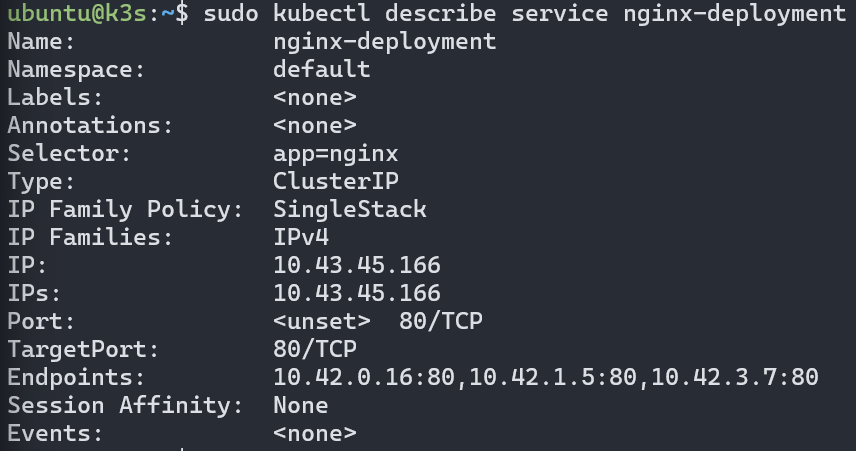 ubuntu@k3s:~$ sudo kubectl describe service nginx-deployment
Name:              nginx-deployment
Namespace:         default
Labels:            <none>
Annotations:       <none>
Selector:          app=nginx
Type:              ClusterIP
IP Family Policy:  SingleStack
IP Families:       IPv4
IP:                10.43.45.166
IPs:               10.43.45.166
Port:              <unset>  80/TCP
TargetPort:        80/TCP
Endpoints:         10.42.0.16:80,10.42.1.5:80,10.42.3.7:80
Session Affinity:  None
Events:            <none>